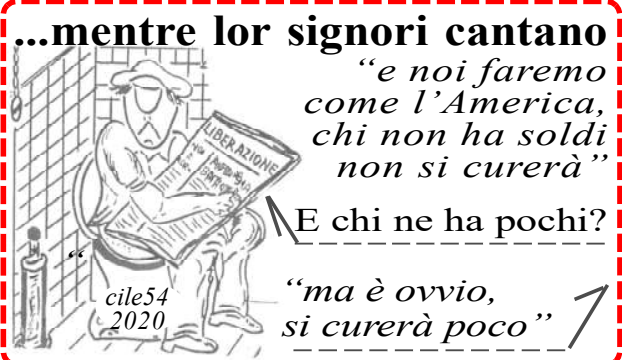 ...mentre lor signori cantano
“e noi faremo
come l’America,
chi non ha soldi
non si curerà”
LIBERAZIONE
E chi ne ha pochi?
“
cile54
2020
“ma è ovvio,
si curerà poco”